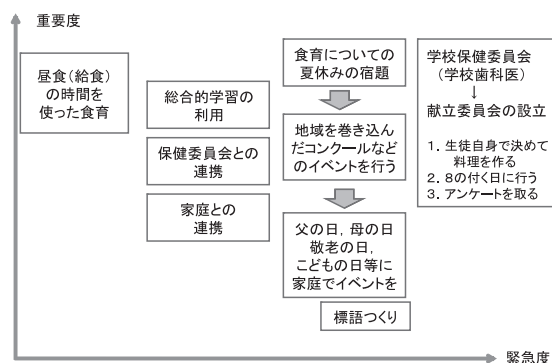 重要度
昼食（給食）
の時間を
使った食育
総合的学習の
利用
保健委員会との
連携
家庭との
連携
食育についての
夏休みの宿題
地域を巻き込ん
だコンクールなど
のイベントを行う
父の日，母の日
敬老の日，
こどもの日等に
家庭でイベントを
標語つくり
学校保健委員会
（学校歯科医）
↓
献立委員会の設立
1．生徒自身で決めて
料理を作る
2．8の付く日に行う
3．アンケートを取る
緊急度